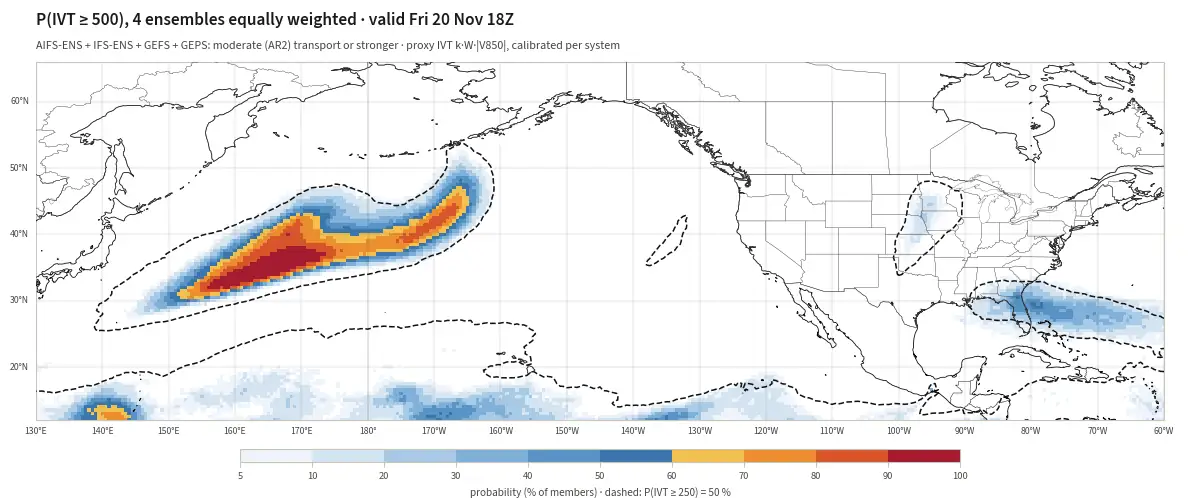 P(IVT ≥ 500), 4 ensembles equally weighted · valid Fri 20 Nov 18Z
AIFS-ENS + IFS-ENS + GEFS + GEPS: moderate (AR2) transport or stronger · proxy IVT k·W·|V850|, calibrated per system
60°N
50°N
40°N
30°N
20°N
130°E 140°E 150°E 160°E 170°E 180° 170°W 160°W 150°W 140°W 130°W 120°W 110°W 100°W 90°W 80°W 70°W 60°W
5 10 20 30 40 50 60 70 80 90 100
probability (% of members) · dashed: P(IVT ≥ 250) = 50 %